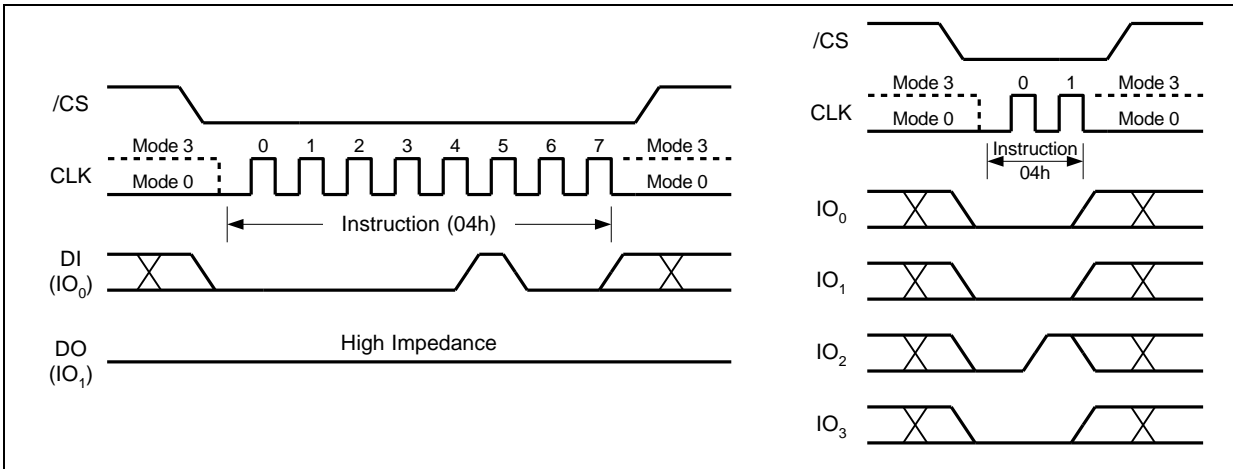 /CS
Mode 3 0 1 2 3 4 5 6 7 Mode 3
CLK
Mode 0 Mode 0
Instruction (04h)
DI
(IO0)
High Impedance
DO
(IO1)
/CS
Mode 3 0 1 Mode 3
CLK
Mode 0 Mode 0
Instruction
04h
IO0
IO1
IO2
IO3